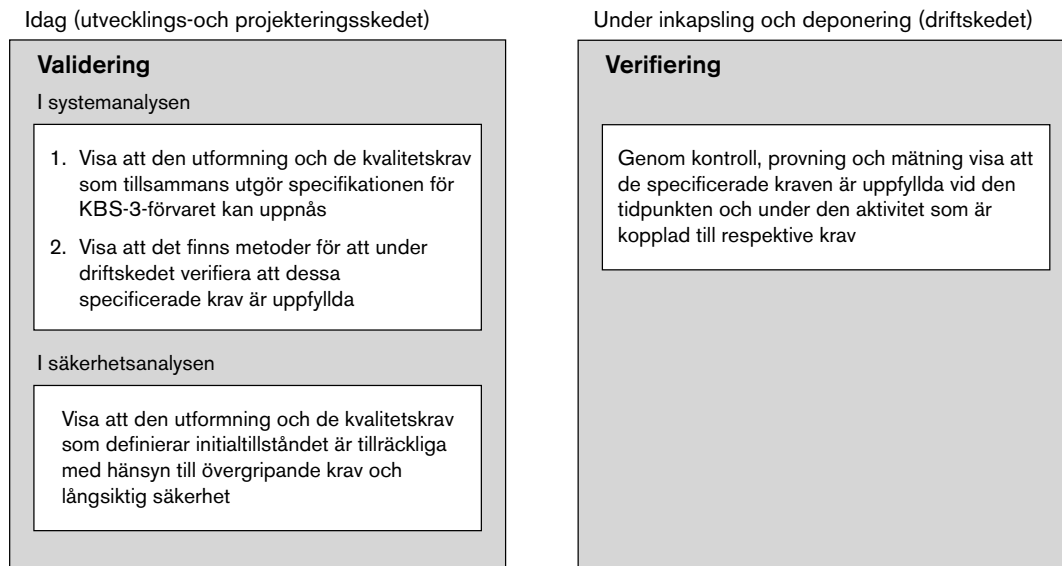 Idag (utvecklings-och projekteringsskedet)
Validering
I systemanalysen
1. Visa att den utformning och de kvalitetskrav
som tillsammans utgör specifikationen för
KBS-3-förvaret kan uppnås
2. Visa att det finns metoder för att under
driftskedet verifiera att dessa
specificerade krav är uppfyllda
I säkerhetsanalysen
Visa att den utformning och de kvalitetskrav
som definierar initialtillståndet är tillräckliga
med hänsyn till övergripande krav och
långsiktig säkerhet
Under inkapsling och deponering (driftskedet)
Verifiering
Genom kontroll, provning och mätning visa att
de specificerade kraven är uppfyllda vid den
tidpunkten och under den aktivitet som är
kopplad till respektive krav